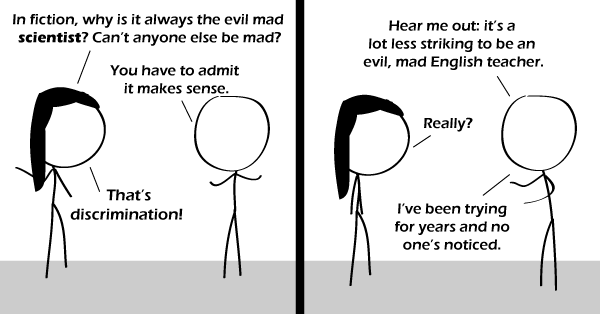 In fiction, why is it always the evil mad
scientist? Can't anyone else be mad?
You have to admit
it makes sense.
That's
discrimination!
Hear me out: it's a
lot less striking to be an
evil, mad English teacher.
Really?
I've been trying
for years and no
one's noticed.